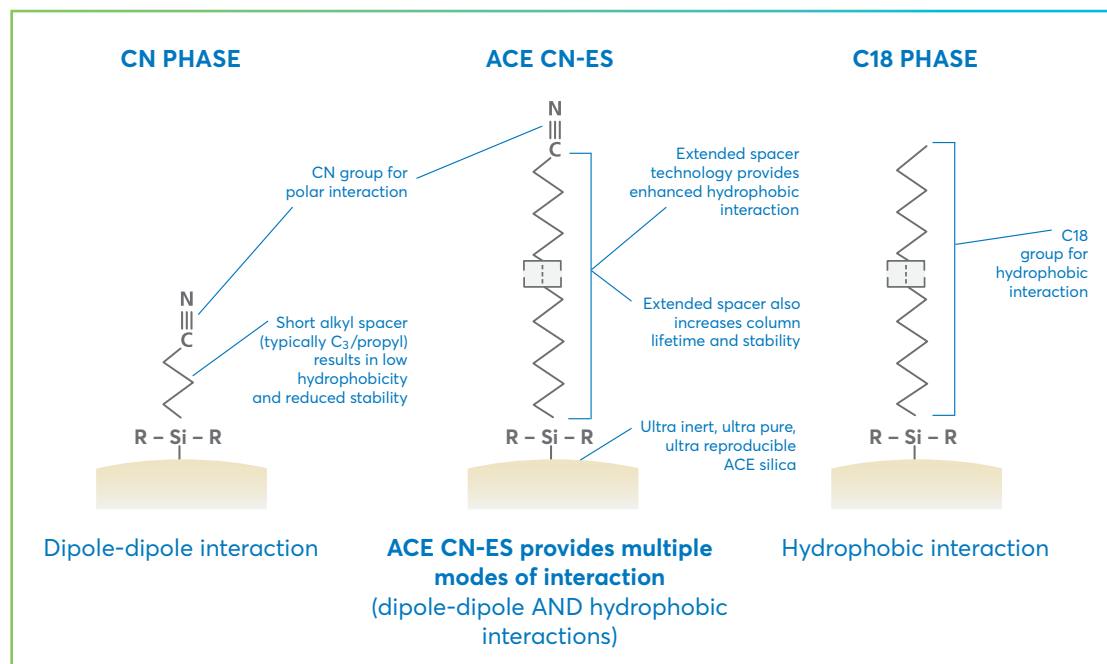 CN PHASE
ACE CN-ES
C18 PHASE
N
C
CN group for
polar interaction
Extended spacer
technology provides
enhanced hydrophobic
interaction
C18
group for
hydrophobic
interaction
N
C
Short alkyl spacer
(typically C₃/propyl)
results in low
hydrophobicity
and reduced stability
Extended spacer also
increases column
lifetime and stability
R – Si – R
R – Si – R
Ultra inert, ultra pure,
ultra reproducible
ACE silica
R – Si – R
Dipole-dipole interaction
ACE CN-ES provides multiple
modes of interaction
(dipole-dipole AND hydrophobic
interactions)
Hydrophobic interaction